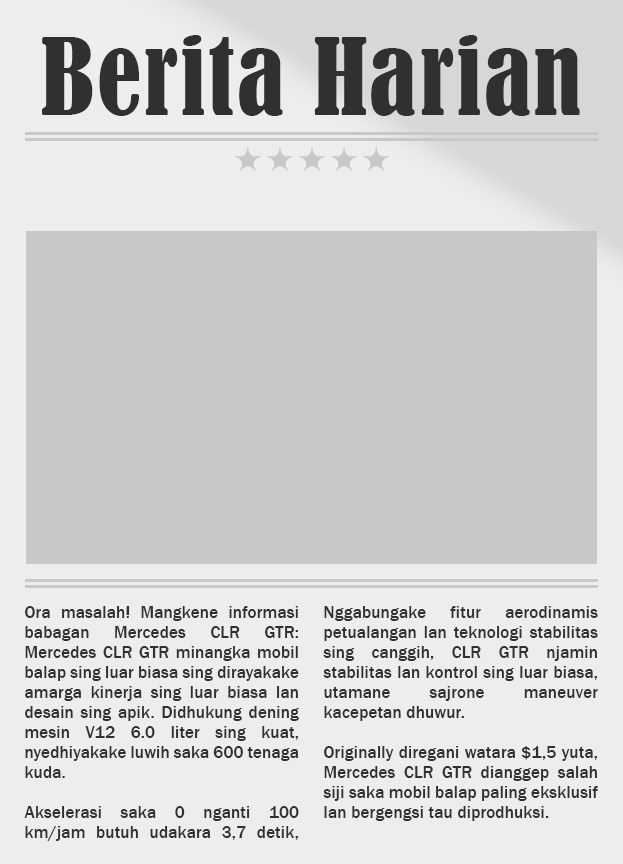 Berita Harian
Ora masalah! Mangkene informasi
babagan Mercedes CLR GTR:
Mercedes CLR GTR minangka mobil
balap sing luar biasa sing dirayakake
amarga kinerja sing luar biasa lan
desain sing apik. Didhukung dening
mesin V12 6.0 liter sing kuat,
nyedhiyakake luwih saka 600 tenaga
kuda.
Akselerasi saka 0 nganti 100
km/jam butuh udakara 3,7 detik,
Nggabungake fitur aerodinamis
petualangan lan teknologi stabilitas
sing canggih, CLR GTR njamin
stabilitas lan kontrol sing luar biasa,
utamane sajrone maneuver
kacepetan dhuwur.
Originally diregani watara $1,5 yuta,
Mercedes CLR GTR dianggep salah
siji saka mobil balap paling eksklusif
lan bergengsi tau diprodhuksi.